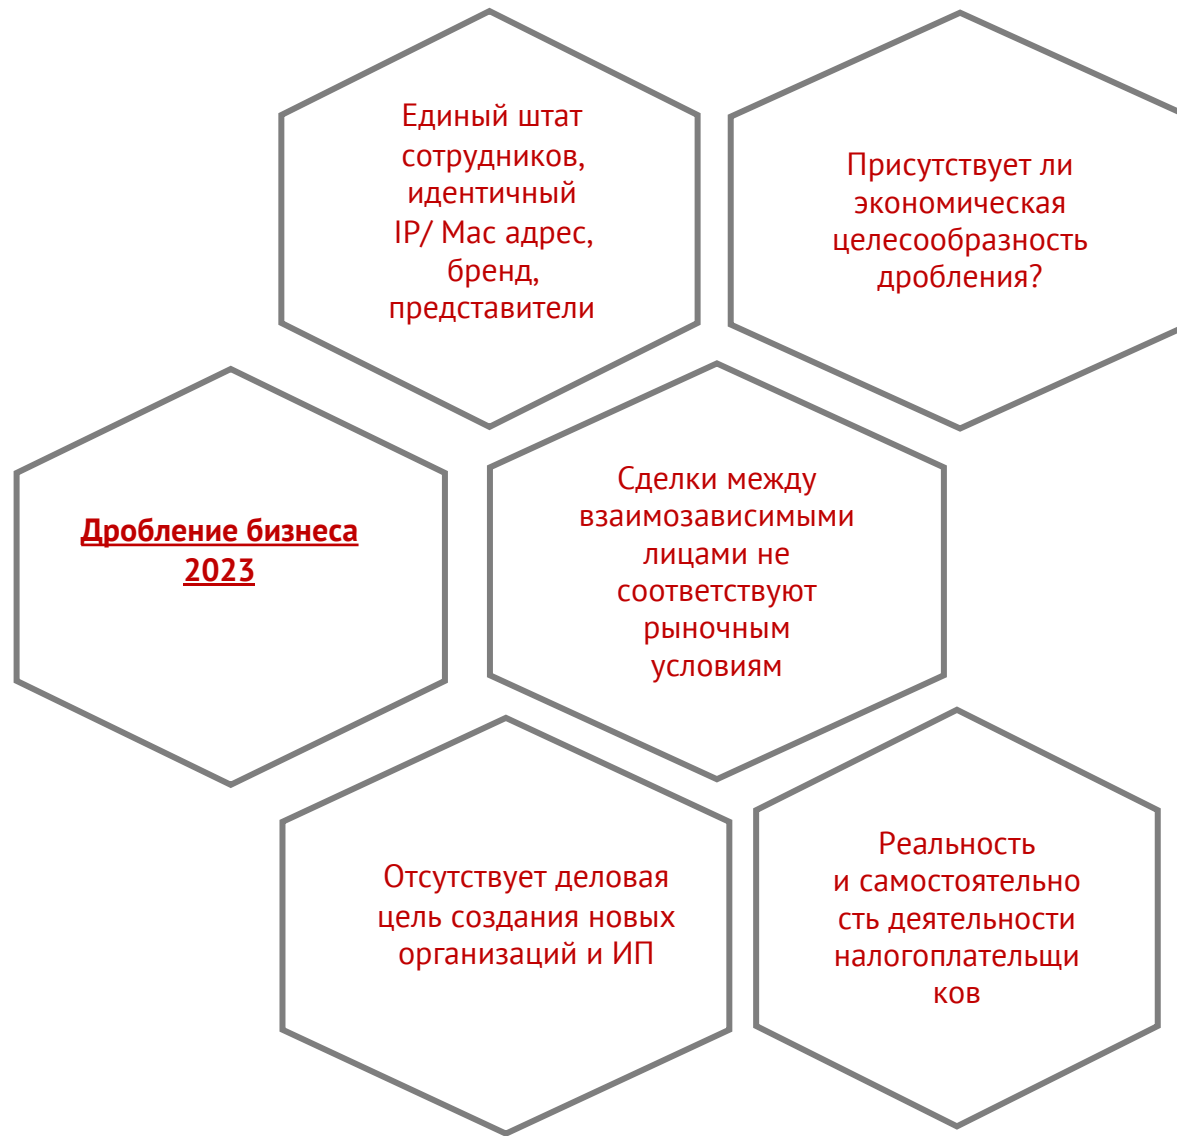 Единый штат
сотрудников,
идентичный
IP/ Mac адрес,
бренд,
представители
Присутствует ли
экономическая
целесообразность
дробления?
Дробление бизнеса
2023
Сделки между
взаимозависимыми
лицами не
соответствуют
рыночным
условиям
Отсутствует деловая
цель создания новых
организаций и ИП
Реальность
и самостоятельно
сть деятельности
налогоплательщи
ков